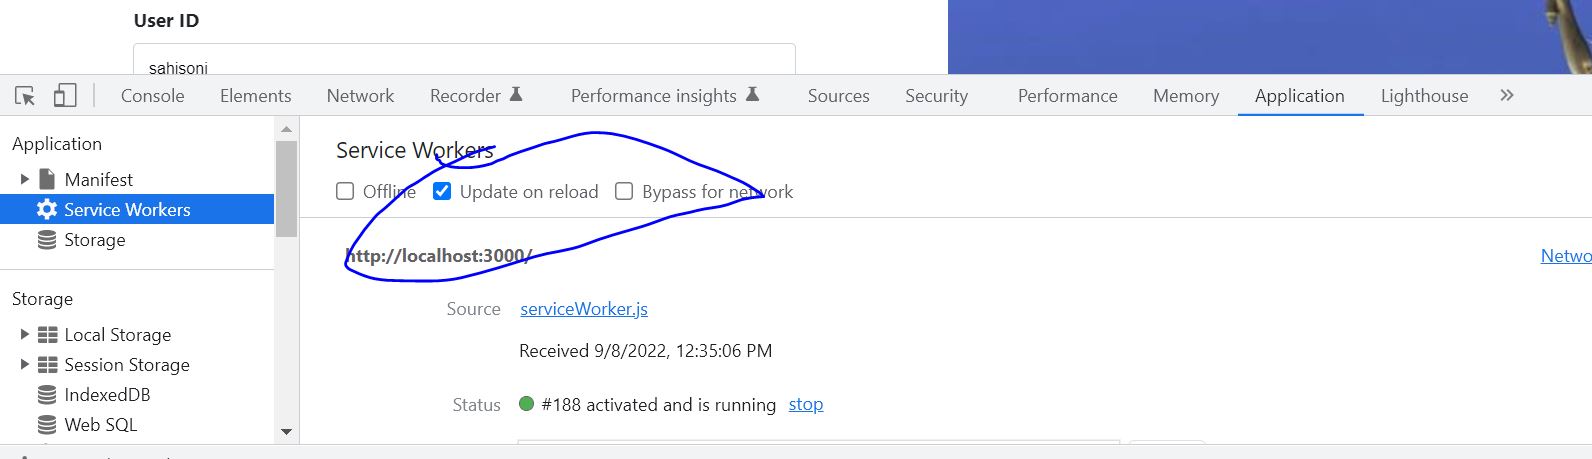 User ID
sahisoni
Console Elements Network Recorder Performance insights Sources Security Performance Memory Application Lighthouse »
Application
Manifest
Service Workers
Storage
Storage
Local Storage
Session Storage
IndexedDB
Web SQL
Service Workers
Offline Update on reload Bypass for network
http://localhost:3000/
Netwo
Source serviceWorker.js
Received 9/8/2022, 12:35:06 PM
Status #188 activated and is running stop